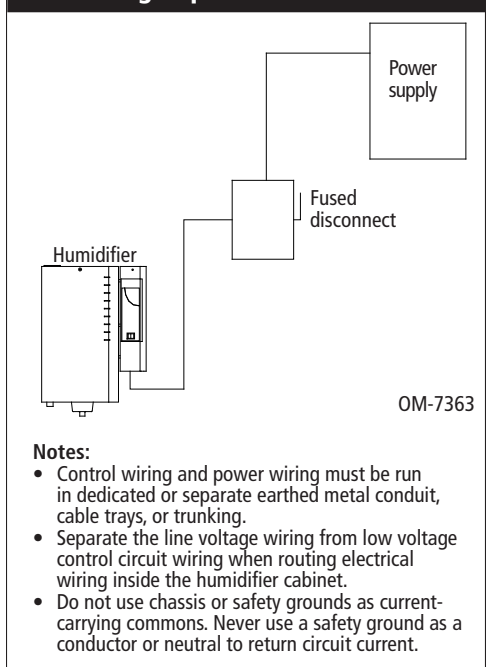 Power
supply
Fused
disconnect
Humidifier
OM-7363
Notes:
• Control wiring and power wiring must be run
in dedicated or separate earthed metal conduit,
cable trays, or trunking.
• Separate the line voltage wiring from low voltage
control circuit wiring when routing electrical
wiring inside the humidifier cabinet.
• Do not use chassis or safety grounds as current-
carrying commons. Never use a safety ground as a
conductor or neutral to return circuit current.